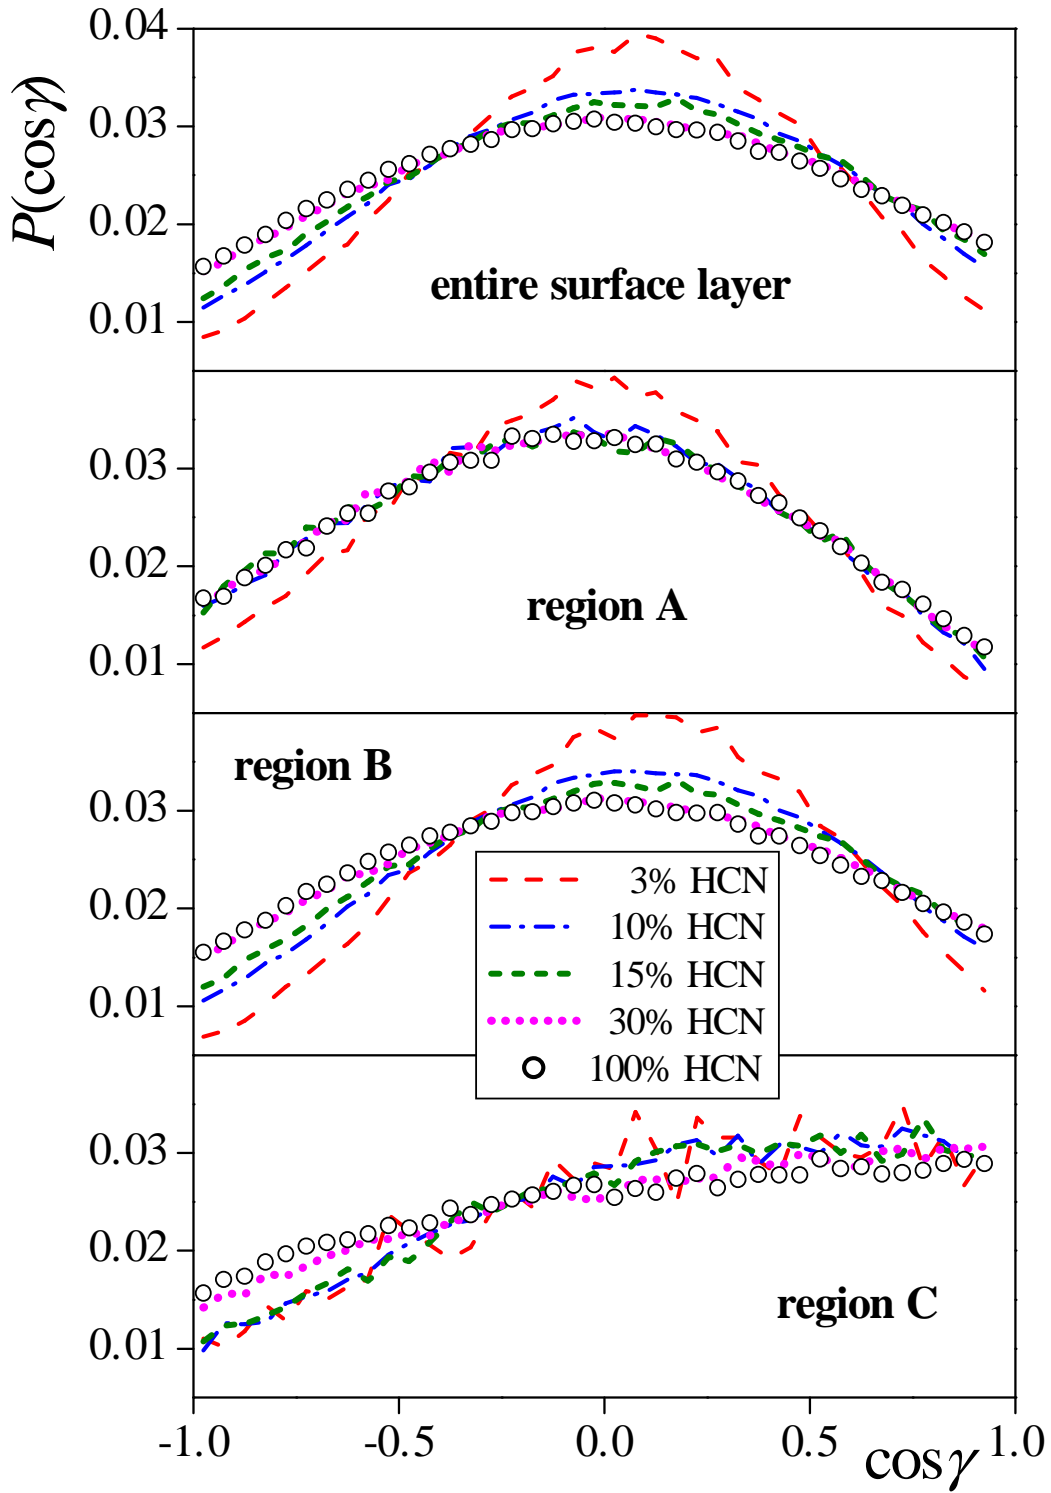 P(cosγ)
0.04
0.03
0.02
0.01
entire surface layer
0.03
0.02
0.01
region A
region B
0.03
0.02
0.01
3% HCN
10% HCN
15% HCN
30% HCN
100% HCN
0.03
0.02
0.01
region C
-1.0 -0.5 0.0 0.5 1.0
cosγ